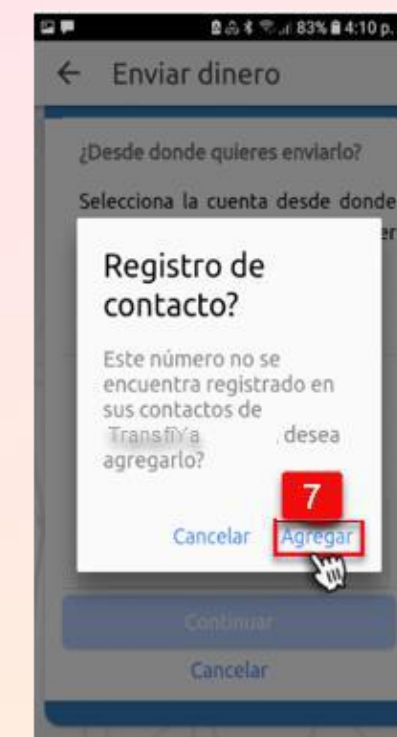 83% 4:10 p.
Enviar dinero
¿Desde donde quieres enviarlo?
Selecciona la cuenta desde donde
er
Registro de
contacto?
Este número no se
encuentra registrado en
sus contactos de
TransfiYa , desea
agregarlo?
7
Cancelar Agregar
Continuar
Cancelar